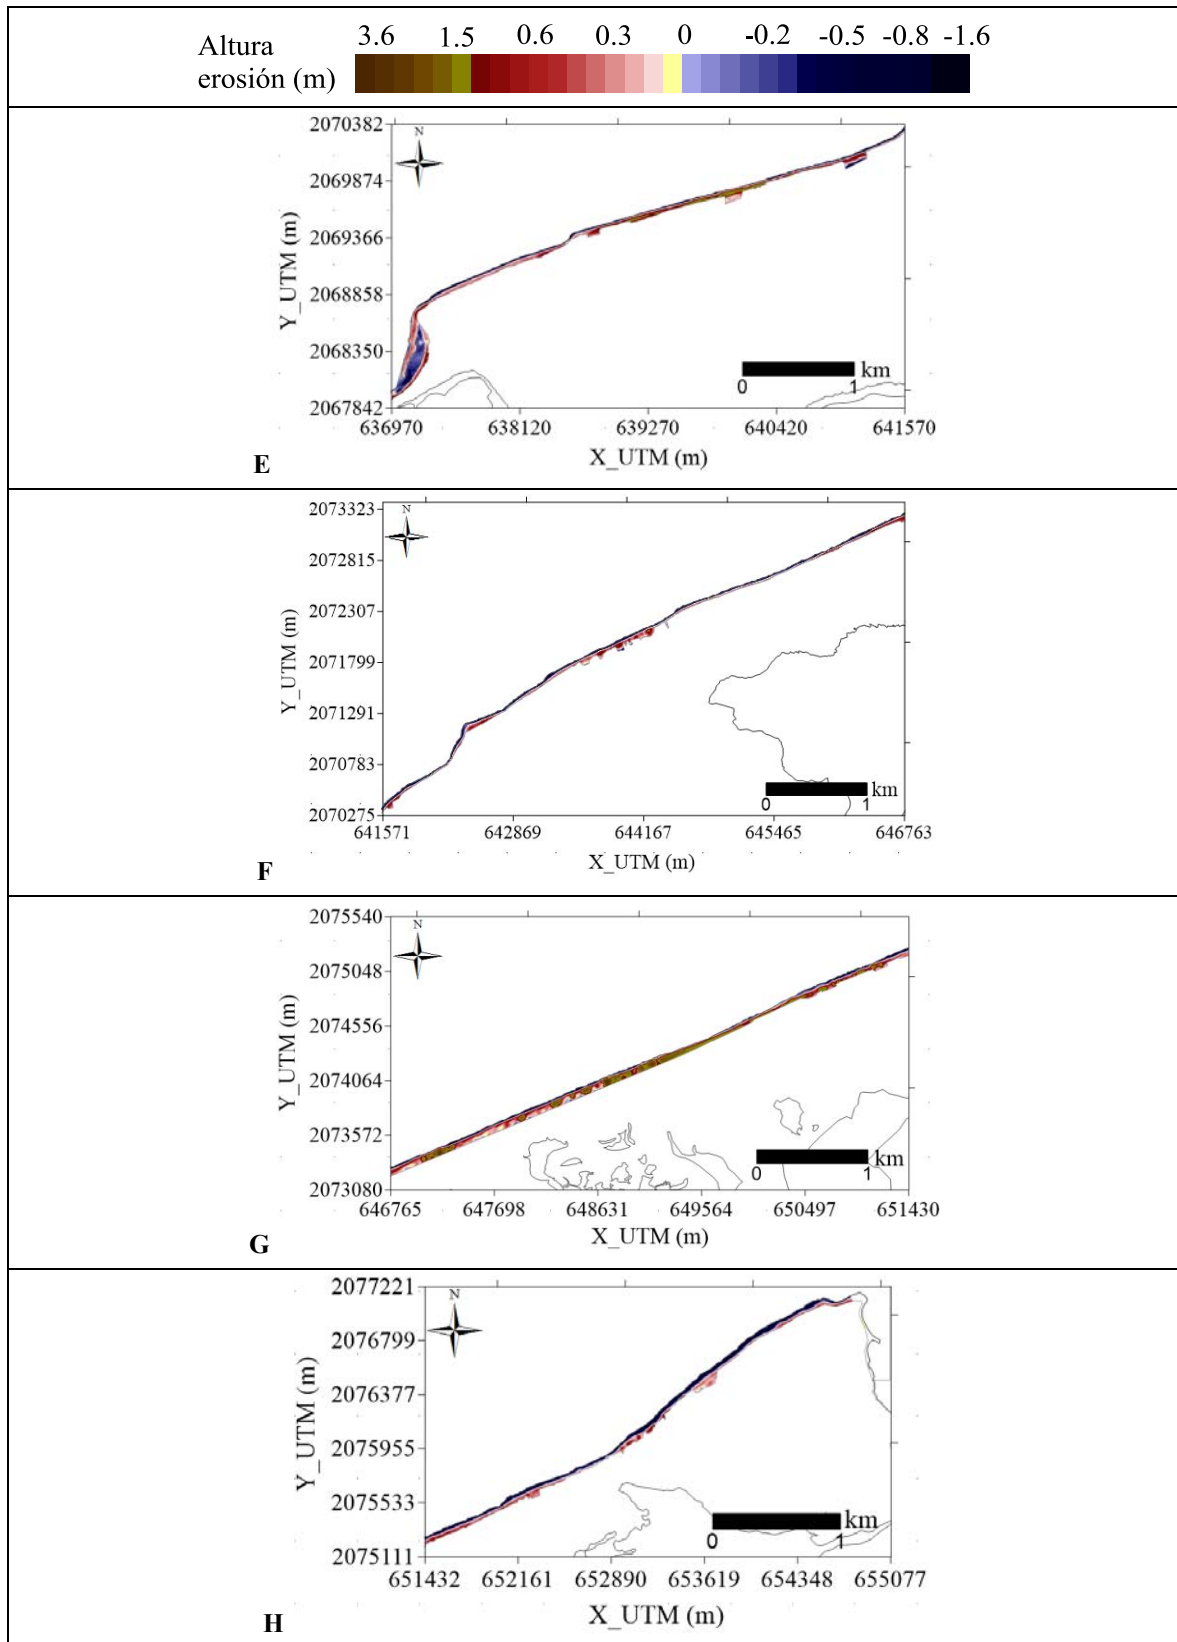 Altura erosión (m)
3.6 1.5 0.6 0.3 0 -0.2 -0.5 -0.8 -1.6
N
2070382
2069874
2069366
2068858
2068350
2067842
Y_UTM (m)
km
0 1
636970 638120 639270 640420 641570
X_UTM (m)
E
N
2073323
2072815
2072307
2071799
2071291
2070783
2070275
Y_UTM (m)
km
0 1
641571 642869 644167 645465 646763
X_UTM (m)
F
N
2075540
2075048
2074556
2074064
2073572
2073080
Y_UTM (m)
km
0 1
646765 647698 648631 649564 650497 651430
X_UTM (m)
G
N
2077221
2076799
2076377
2075955
2075533
2075111
Y_UTM (m)
km
0 1
651432 652161 652890 653619 654348 655077
X_UTM (m)
H